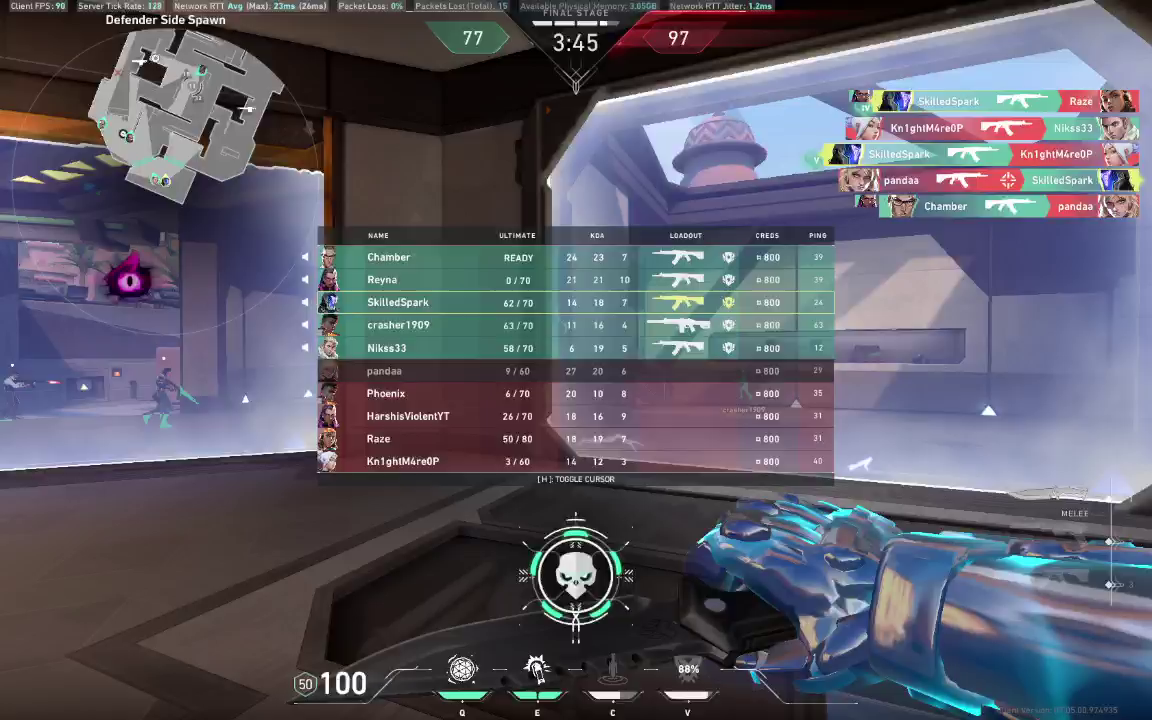 Client FPS: 90 Server Tick Rate: 128 Network RTT Avg (Max): 23ms (26ms) Packet Loss: 0% Packets Lost (Total): 15 Available Physical Memory: 3.05GB Network RTT Jitter: 1.2ms
Defender Side Spawn
FINAL STAGE
77 3:45 97
SkilledSpark Raze
Kn1ghtM4re0P Nikss33
SkilledSpark Kn1ghtM4re0P
pandaa SkilledSpark
Chamber pandaa
NAME ULTIMATE KDA LOADOUT CREDS PING
Chamber READY 24 23 7 ¤ 800 39
Reyna 0 / 70 21 21 10 ¤ 800 39
SkilledSpark 62 / 70 14 18 7 ¤ 800 24
crasher1909 63 / 70 11 16 4 ¤ 800 63
Nikss33 58 / 70 6 19 5 ¤ 800 12
pandaa 9 / 60 27 20 6 ¤ 800 29
Phoenix 6 / 70 20 10 8 ¤ 800 35
HarshisViolentYT 26 / 70 18 16 9 ¤ 800 31
crasher1909
Raze 50 / 80 18 19 7 ¤ 800 31
Kn1ghtM4re0P 3 / 60 14 12 3 ¤ 800 40
[H]: TOGGLE CURSOR
MELEE
3
50 100
88%
Q E C V